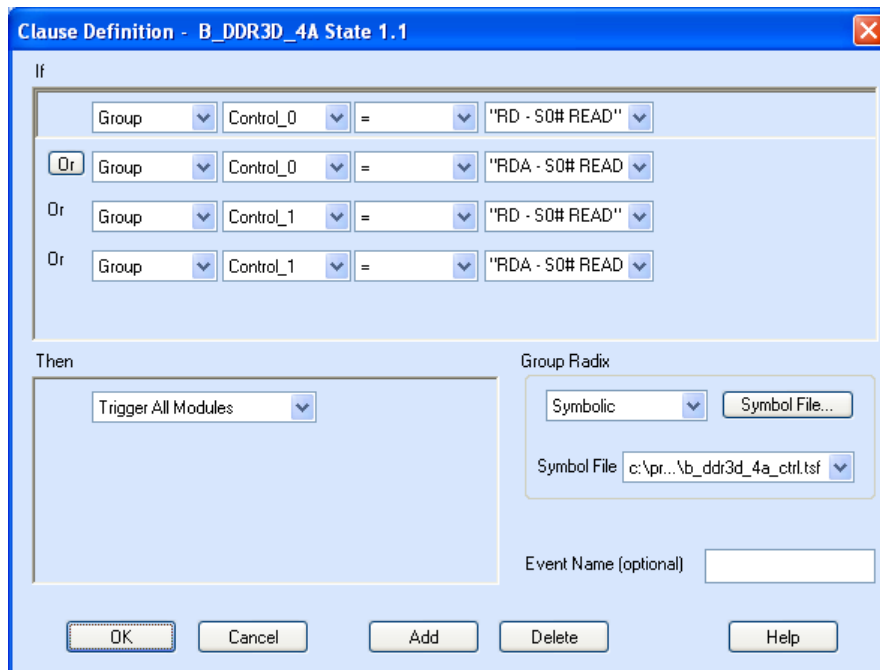 Clause Definition - B_DDR3D_4A State 1.1
If
Group Control_0 = "RD - S0# READ"
Or Group Control_0 = "RDA - S0# READ
Or Group Control_1 = "RD - S0# READ"
Or Group Control_1 = "RDA - S0# READ
Then
Group Radix
Trigger All Modules
Symbolic Symbol File...
Symbol File c:\pr...\b_ddr3d_4a_ctrl.tsf
Event Name (optional)
OK Cancel Add Delete Help